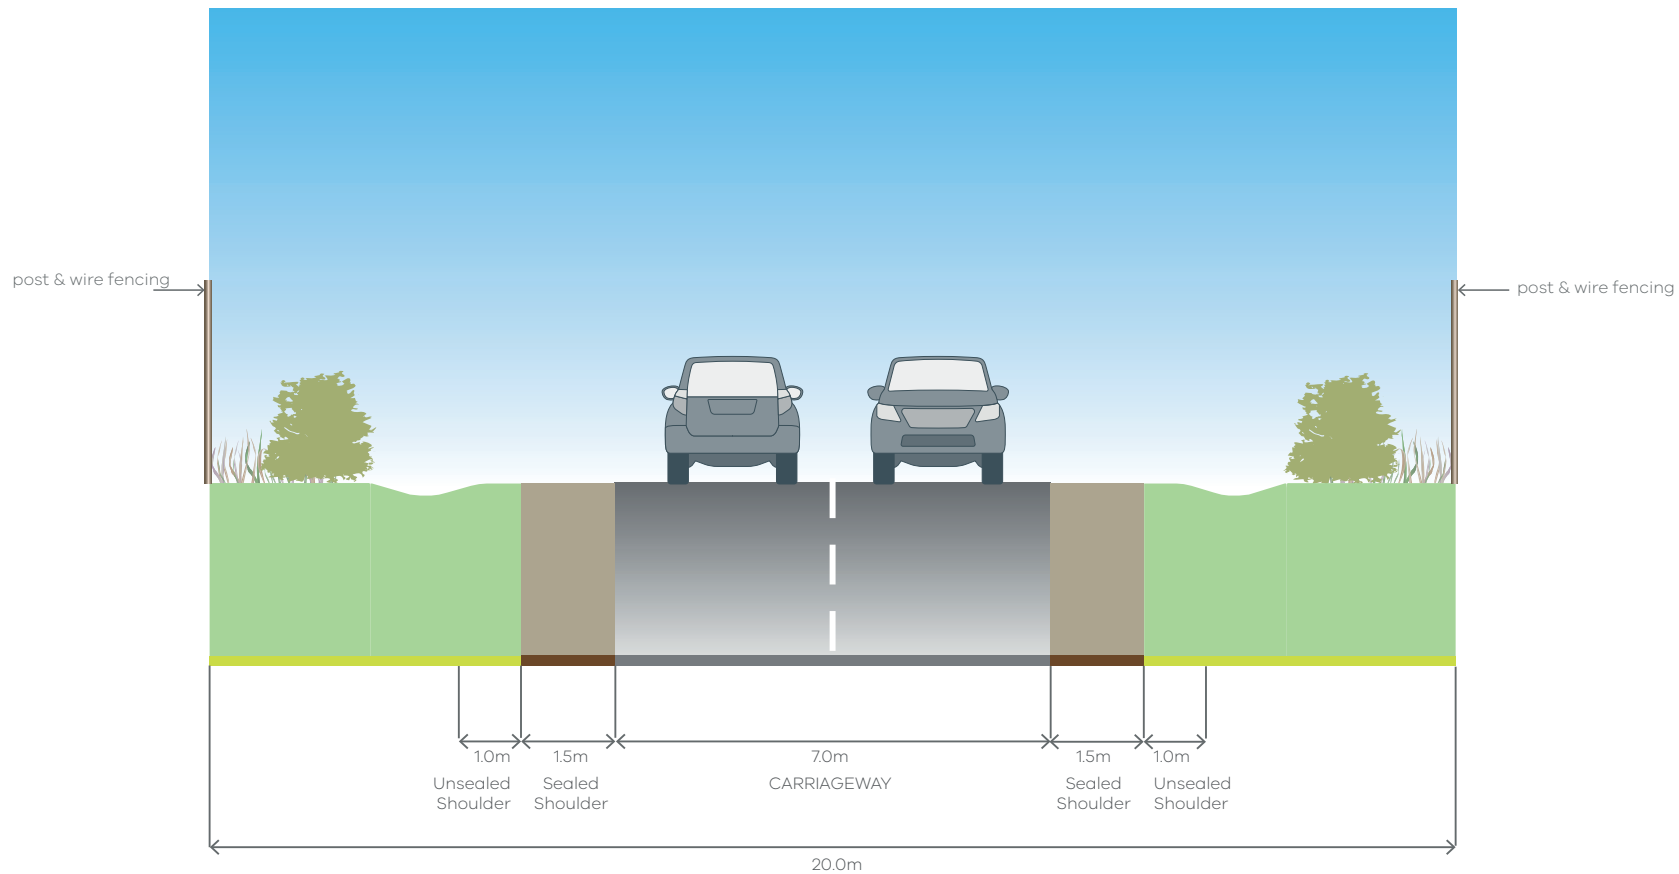 post & wire fencing
post & wire fencing
1.0m
Unsealed
Shoulder
1.5m
Sealed
Shoulder
7.0m
CARRIAGEWAY
1.5m
Sealed
Shoulder
1.0m
Unsealed
Shoulder
20.0m